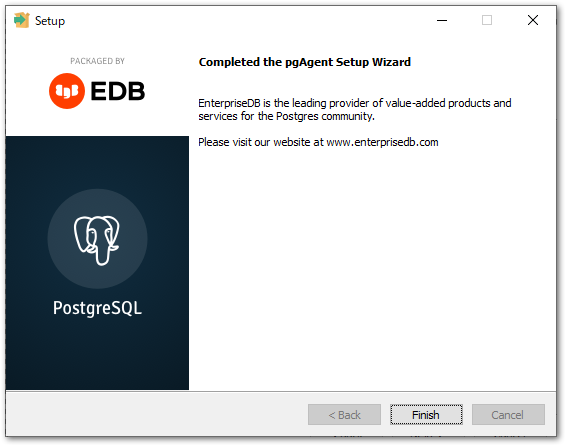 Setup
PACKAGED BY
EDB
Completed the pgAgent Setup Wizard
EnterpriseDB is the leading provider of value-added products and
services for the Postgres community.
Please visit our website at www.enterprisedb.com
PostgreSQL
< Back
Finish
Cancel